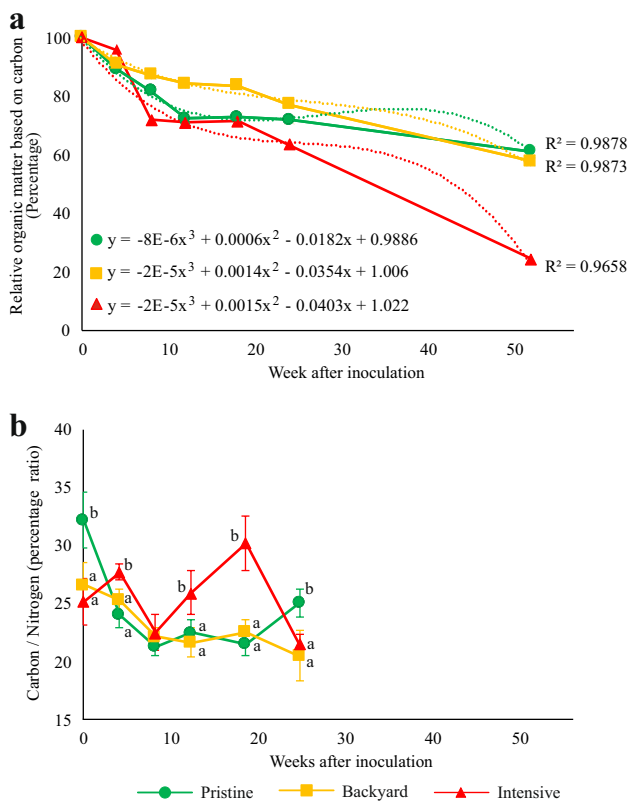 a
Relative organic matter based on carbon
(Percentage)
100
80
60
40
20
0
R² = 0.9878
R² = 0.9873
R² = 0.9658
y = -8E-6x³ + 0.0006x² - 0.0182x + 0.9886
y = -2E-5x³ + 0.0014x² - 0.0354x + 1.006
y = -2E-5x³ + 0.0015x² - 0.0403x + 1.022
0 10 20 30 40 50
Week after inoculation
b
Carbon / Nitrogen (percentage ratio)
40
35
30
25
20
15
b
a
a
b
a
a
b
a
a
b
a
a
b
a
a
0 10 20 30 40 50
Weeks after inoculation
Pristine Backyard Intensive